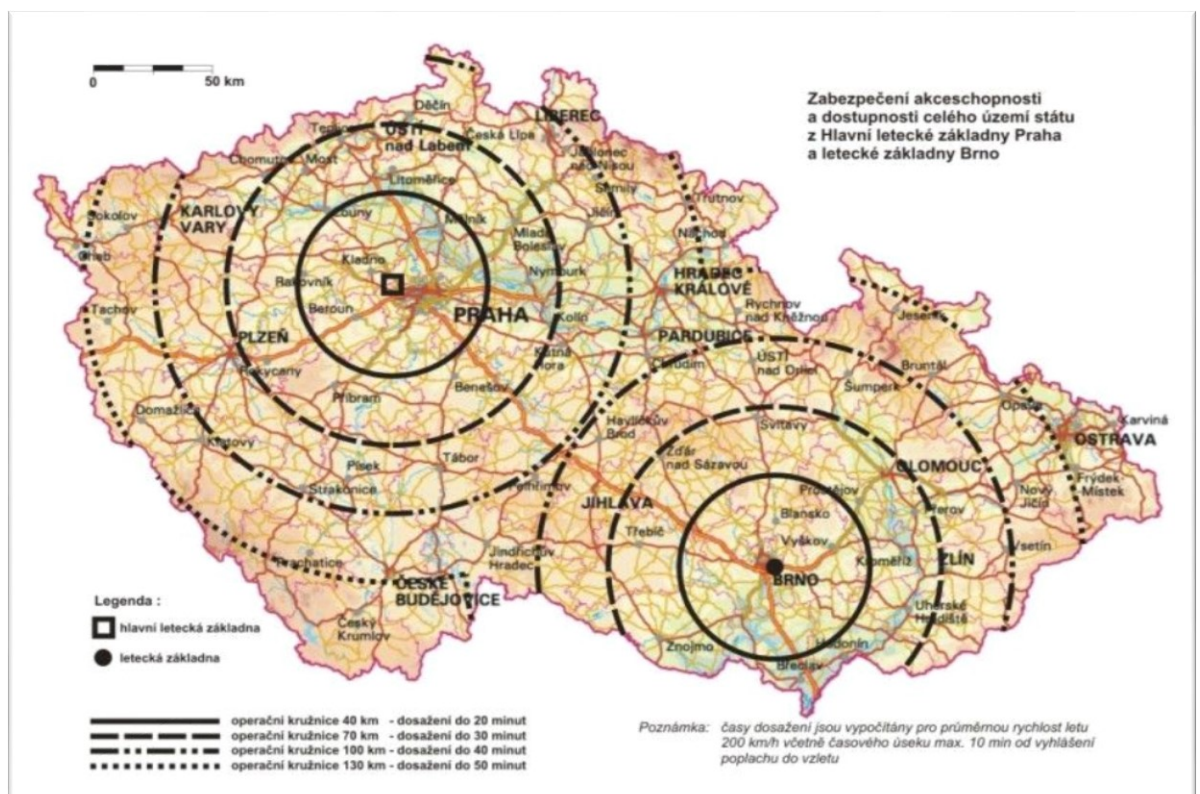 0 50 km
Zabezpečení akceschopnosti
a dostupnosti celého území státu
z Hlavní letecké základny Praha
a letecké základny Brno
Děčín
LIBEREC
Teplice
ÚSTÍ
nad Labem
Česká Lípa
Chomutov
Most
Jablonec
nad Nisou
Litoměřice
Semily
Trutnov
Sokolov
KARLOVY
VARY
Louny
Mělník
Jičín
Mladá
Boleslav
Náchod
Cheb
Kladno
Nymburk
HRADEC
KRÁLOVÉ
Rakovník
Tachov
Beroun
PRAHA
Kolín
Rychnov
nad Kněžnou
Jeseník
PLZEŇ
PARDUBICE
Rokycany
Kutná
Hora
Chrudim
ÚSTÍ
nad Orlicí
Bruntál
Šumperk
Benešov
Příbram
Domažlice
Havlíčkův
Brod
Svitavy
Opava
Karviná
OSTRAVA
Klatovy
Písek
Tábor
Žďár
nad Sázavou
OLOMOUC
Frýdek-
Místek
Strakonice
Pelhřimov
JIHLAVA
Prostějov
Nový
Jičín
Blansko
Přerov
Třebíč
Vyškov
Vsetín
Jindřichův
Hradec
Prachatice
Kroměříž
ZLÍN
BRNO
ČESKÉ
BUDĚJOVICE
Uherské
Hradiště
Český
Krumlov
Znojmo
Hodonín
Břeclav
Legenda :
hlavní letecká základna
letecká základna
operační kružnice 40 km - dosažení do 20 minut
operační kružnice 70 km - dosažení do 30 minut
operační kružnice 100 km - dosažení do 40 minut
operační kružnice 130 km - dosažení do 50 minut
Poznámka: časy dosažení jsou vypočítány pro průměrnou rychlost letu
200 km/h včetně časového úseku max. 10 min od vyhlášení
poplachu do vzletu